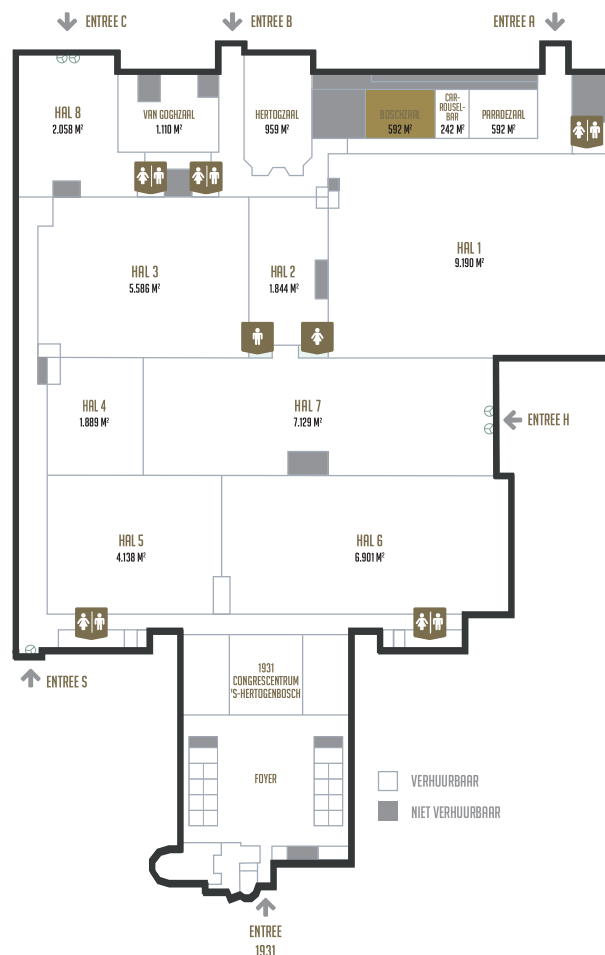 ENTREE C
ENTREE B
ENTREE A
HAL 8
2.058 M²
VAN GOGHZAAL
1.110 M²
HERTOGZAAL
959 M²
BOSCHZAAL
592 M²
CAR-
ROUSEL-
BAR
242 M²
PARADEZAAL
592 M²
HAL 3
5.586 M²
HAL 2
1.844 M²
HAL 1
9.190 M²
HAL 4
1.889 M²
HAL 7
7.129 M²
ENTREE H
HAL 5
4.138 M²
HAL 6
6.901 M²
ENTREE S
1931
CONGRESCENTRUM
'S-HERTOGENBOSCH
FOYER
VERHUURBAAR
NIET VERHUURBAAR
ENTREE
1931